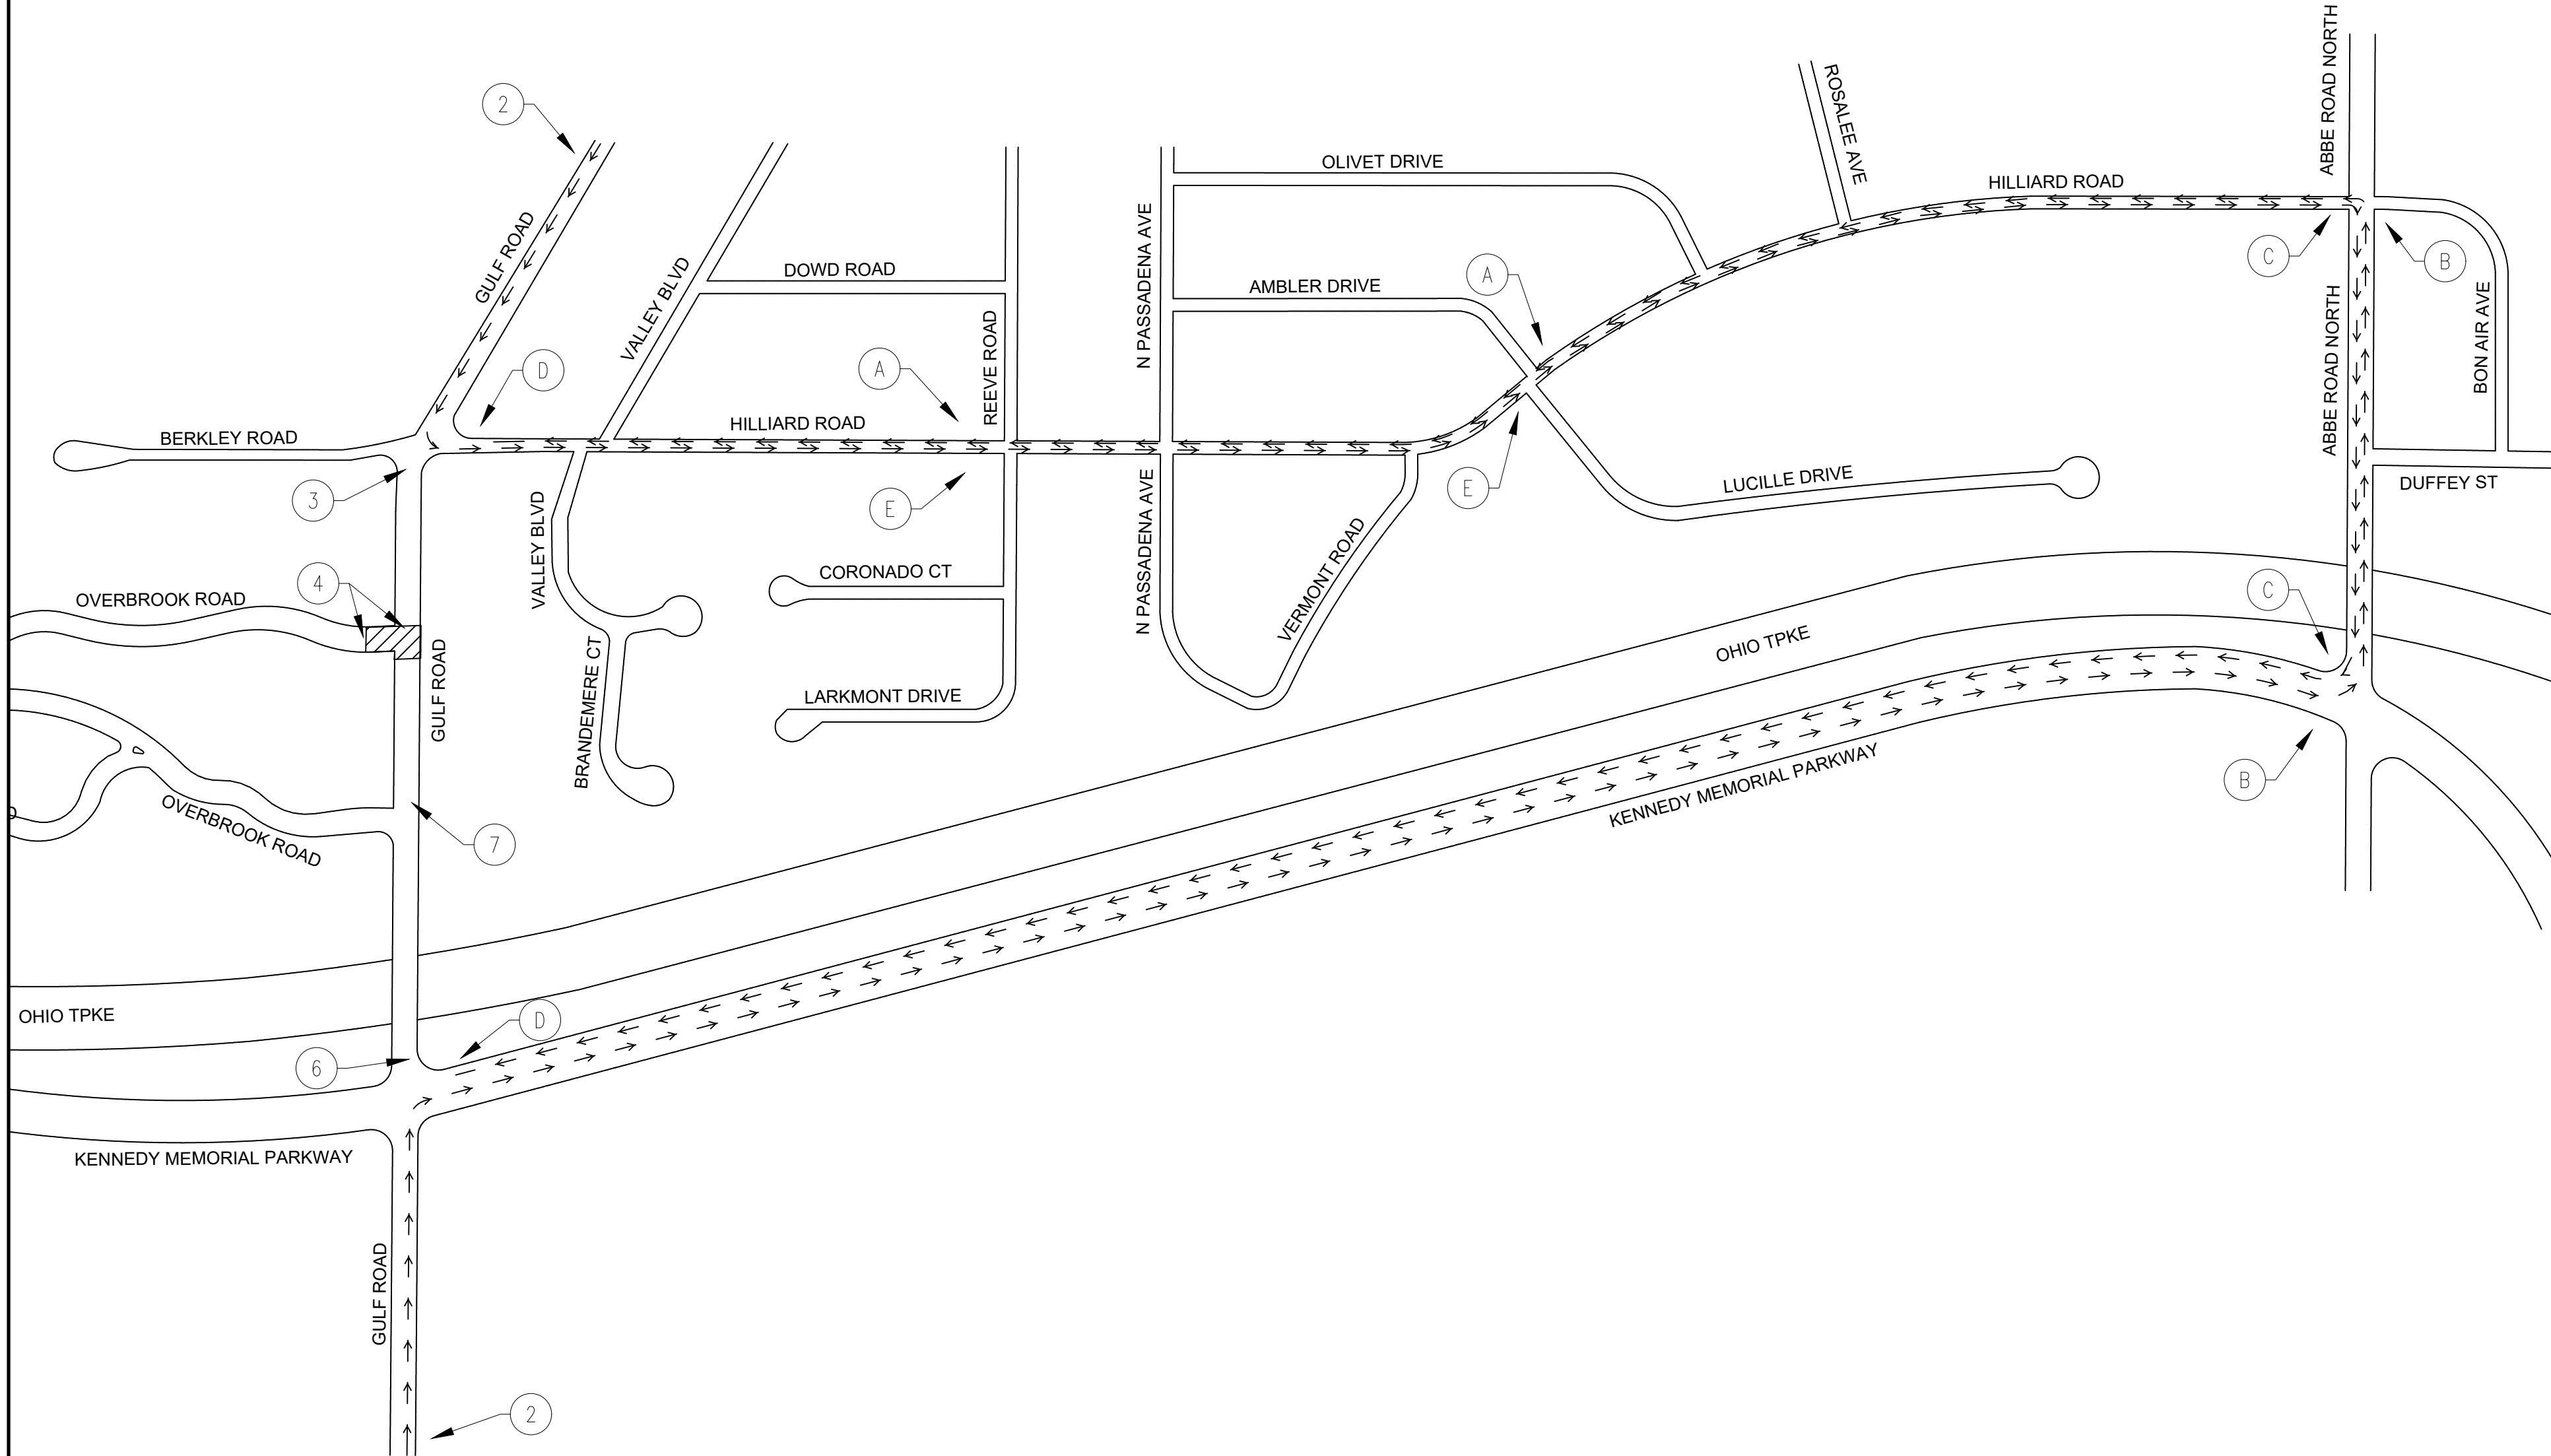 ABBE ROAD NORTH
ROSALEE AVE
2
OLIVET DRIVE
HILLIARD ROAD
GULF ROAD
N PASSADENA AVE
VALLEY BLVD
DOWD ROAD
AMBLER DRIVE
A
C
B
REEVE ROAD
ABBE ROAD NORTH
BON AIR AVE
D
A
HILLIARD ROAD
BERKLEY ROAD
3
E
E
LUCILLE DRIVE
DUFFEY ST
VALLEY BLVD
N PASSADENA AVE
VERMONT ROAD
4
CORONADO CT
C
OVERBROOK ROAD
OHIO TPKE
GULF ROAD
BRANDEMERE CT
LARKMONT DRIVE
B
KENNEDY MEMORIAL PARKWAY
OVERBROOK ROAD
7
OHIO TPKE
D
6
KENNEDY MEMORIAL PARKWAY
GULF ROAD
2